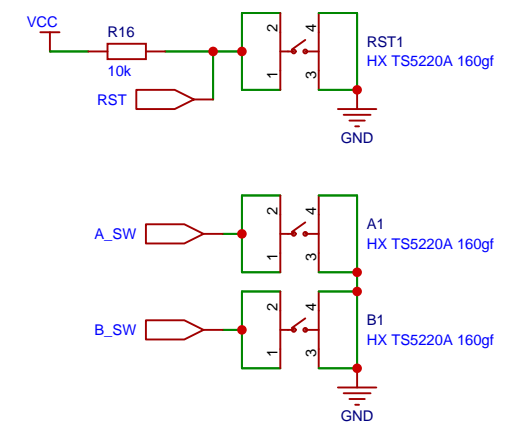 VCC
R16
10k
RST
2
1
4
3
RST1
HX TS5220A 160gf
GND
A_SW
2
1
4
3
A1
HX TS5220A 160gf
B_SW
2
1
4
3
B1
HX TS5220A 160gf
GND